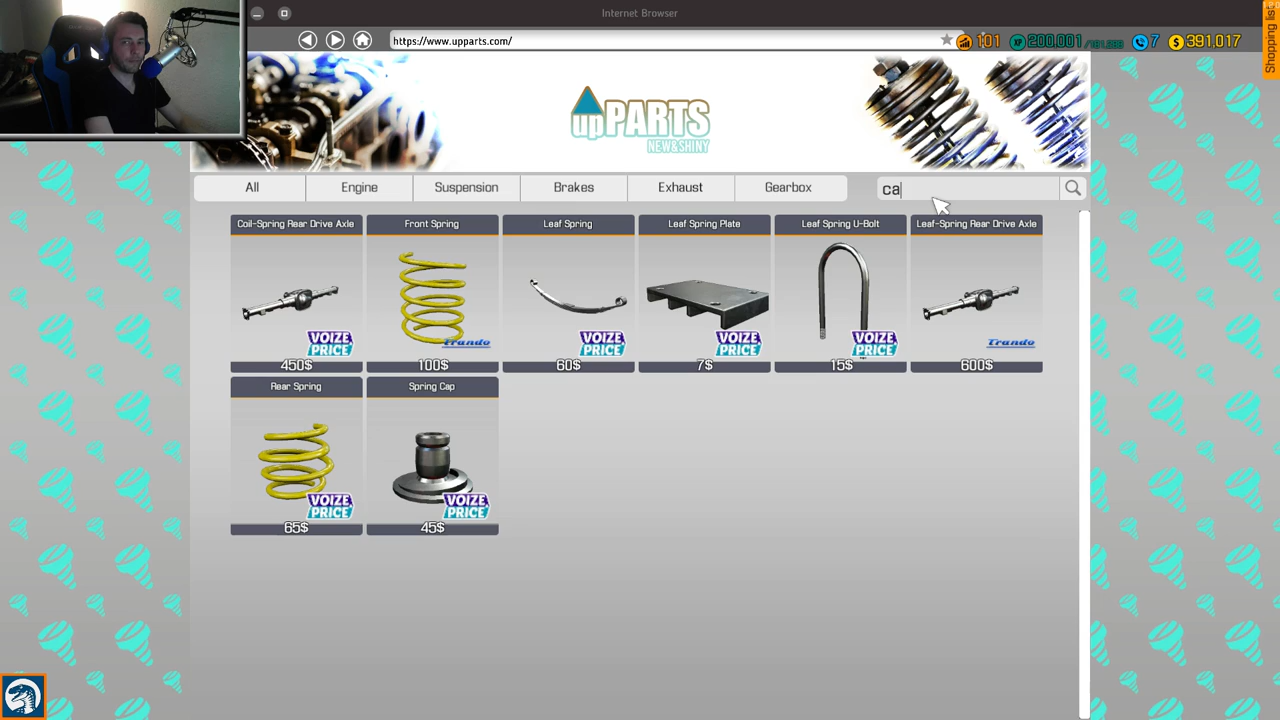 Internet Browser
https://www.upparts.com/
101
XP 200,001
7
$ 391,017
Shopping list
upPARTS
NEW&SHINY
All
Engine
Suspension
Brakes
Exhaust
Gearbox
ca
Coil-Spring Rear Drive Axle
Front Spring
Leaf Spring
Leaf Spring Plate
Leaf Spring U-Bolt
Leaf-Spring Rear Drive Axle
VOIZE PRICE
Trando
VOIZE PRICE
VOIZE PRICE
VOIZE PRICE
Trando
450$
100$
60$
7$
15$
600$
Rear Spring
Spring Cap
VOIZE PRICE
VOIZE PRICE
65$
45$